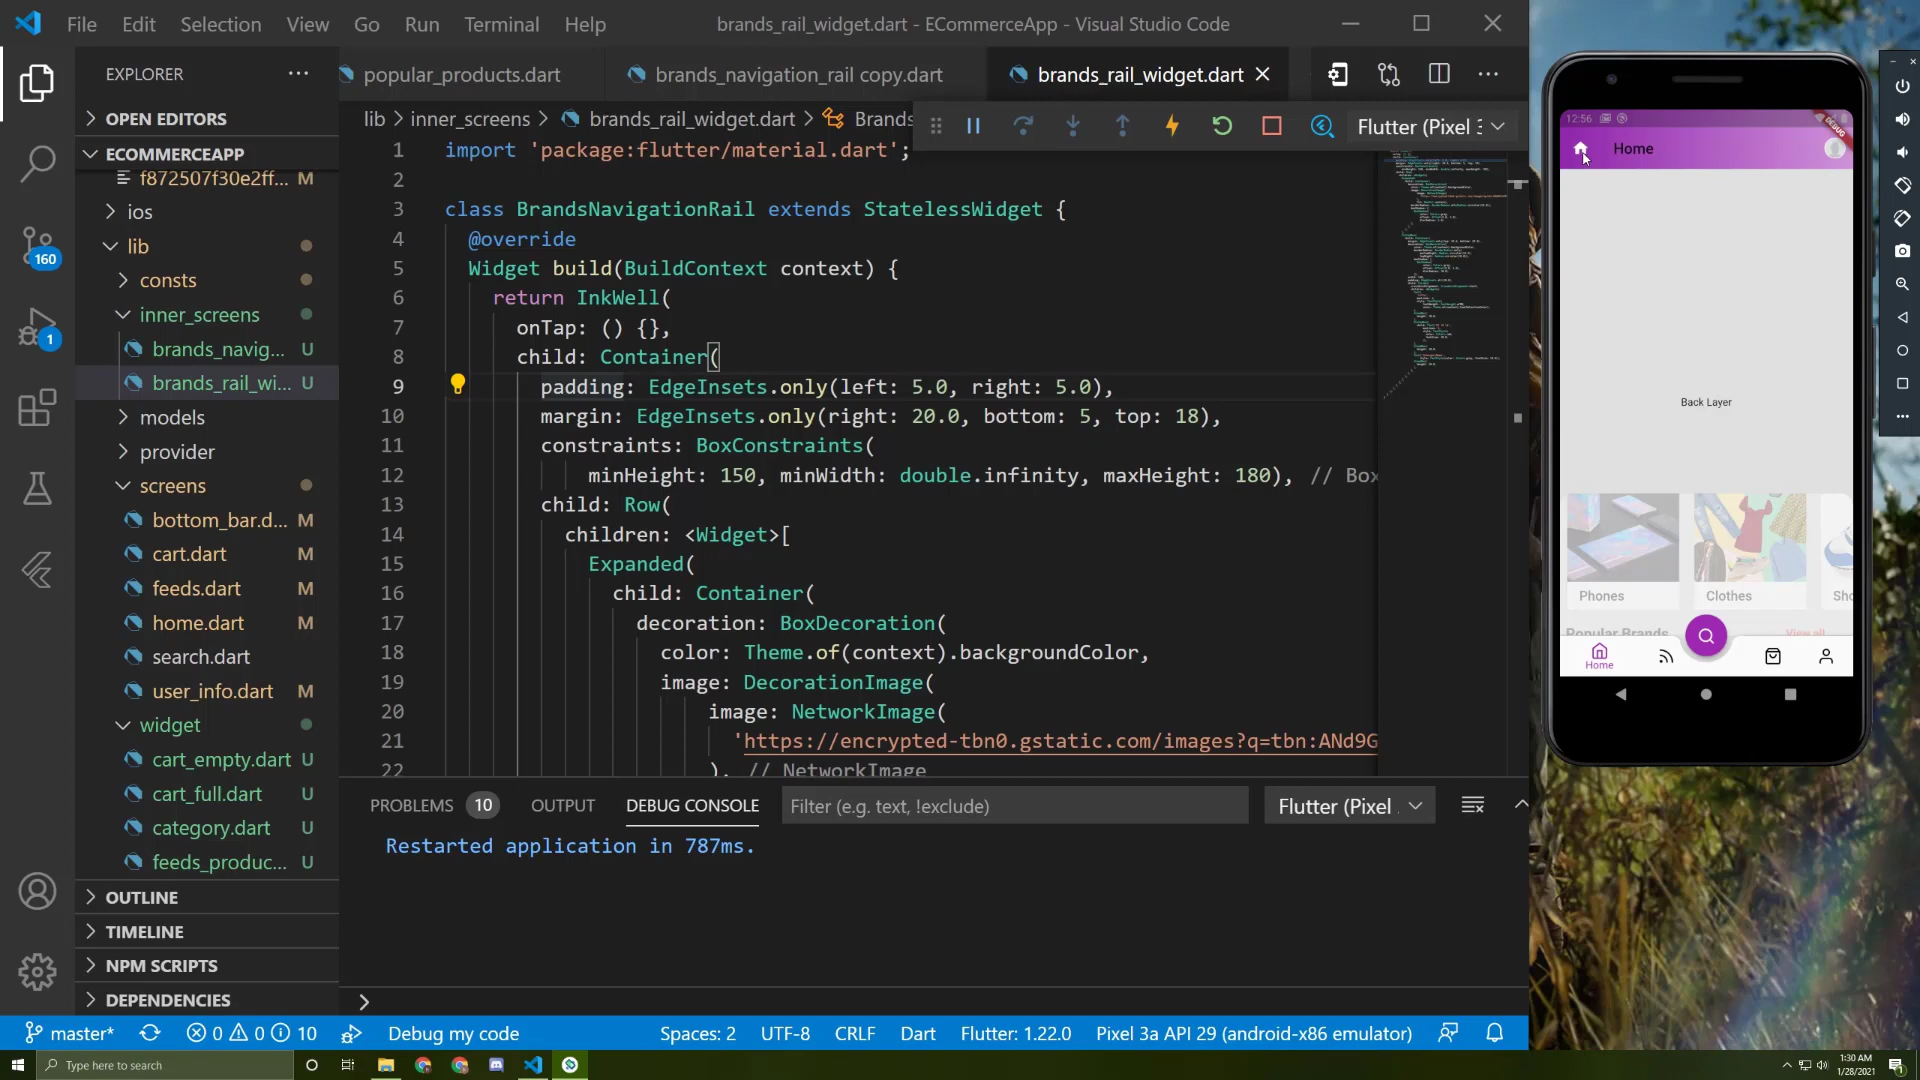 File Edit Selection View Go Run Terminal Help
brands_rail_widget.dart - ECommerceApp - Visual Studio Code
EXPLORER
popular_products.dart
brands_navigation_rail copy.dart
brands_rail_widget.dart
OPEN EDITORS
lib > inner_screens > brands_rail_widget.dart > Brands
Flutter (Pixel 3
ECOMMERCEAPP
f872507f30e2ff... M
ios
lib
160
consts
inner_screens
1
brands_navig... U
brands_rail_wi... U
models
provider
screens
bottom_bar.d... M
cart.dart M
feeds.dart M
home.dart M
search.dart
user_info.dart M
widget
cart_empty.dart U
cart_full.dart U
category.dart U
feeds_produc... U
OUTLINE
TIMELINE
NPM SCRIPTS
DEPENDENCIES
1 import 'package:flutter/material.dart';
2
3 class BrandsNavigationRail extends StatelessWidget {
4 @override
5 Widget build(BuildContext context) {
6 return InkWell(
7 onTap: () {},
8 child: Container(
9 padding: EdgeInsets.only(left: 5.0, right: 5.0),
10 margin: EdgeInsets.only(right: 20.0, bottom: 5, top: 18),
11 constraints: BoxConstraints(
12 minHeight: 150, minWidth: double.infinity, maxHeight: 180), // Box
13 child: Row(
14 children: <Widget>[
15 Expanded(
16 child: Container(
17 decoration: BoxDecoration(
18 color: Theme.of(context).backgroundColor,
19 image: DecorationImage(
20 image: NetworkImage(
21 'https://encrypted-tbn0.gstatic.com/images?q=tbn:ANd9G
22 ), // NetworkImage
PROBLEMS 10 OUTPUT DEBUG CONSOLE
Filter (e.g. text, !exclude)
Flutter (Pixel
Restarted application in 787ms.
master* 0 0 10 Debug my code
Spaces: 2 UTF-8 CRLF Dart Flutter: 1.22.0 Pixel 3a API 29 (android-x86 emulator)
Type here to search
1:30 AM
1/28/2021
12:56
DEBUG
Home
Back Layer
Phones
Clothes
Sho
Popular Brands
View all
Home